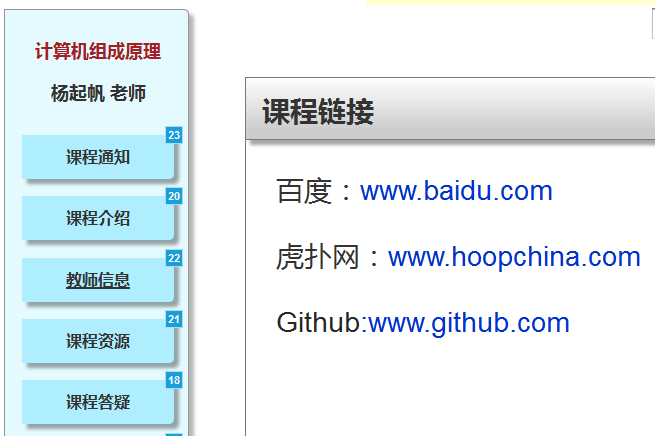 计算机组成原理
杨起帆 老师
23
课程通知
20
课程介绍
22
教师信息
21
课程资源
18
课程答疑
课程链接
百度：www.baidu.com
虎扑网：www.hoopchina.com
Github:www.github.com